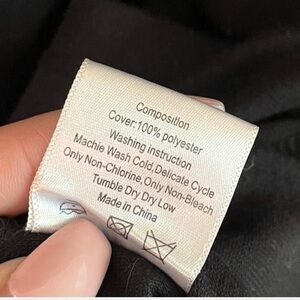 Composition
Cover:100% polyester
Washing instruction
Machie Wash Cold,Delicate Cycle
Only Non-Chlorine,Only Non-Bleach
Tumble Dry Dry Low
Made in China